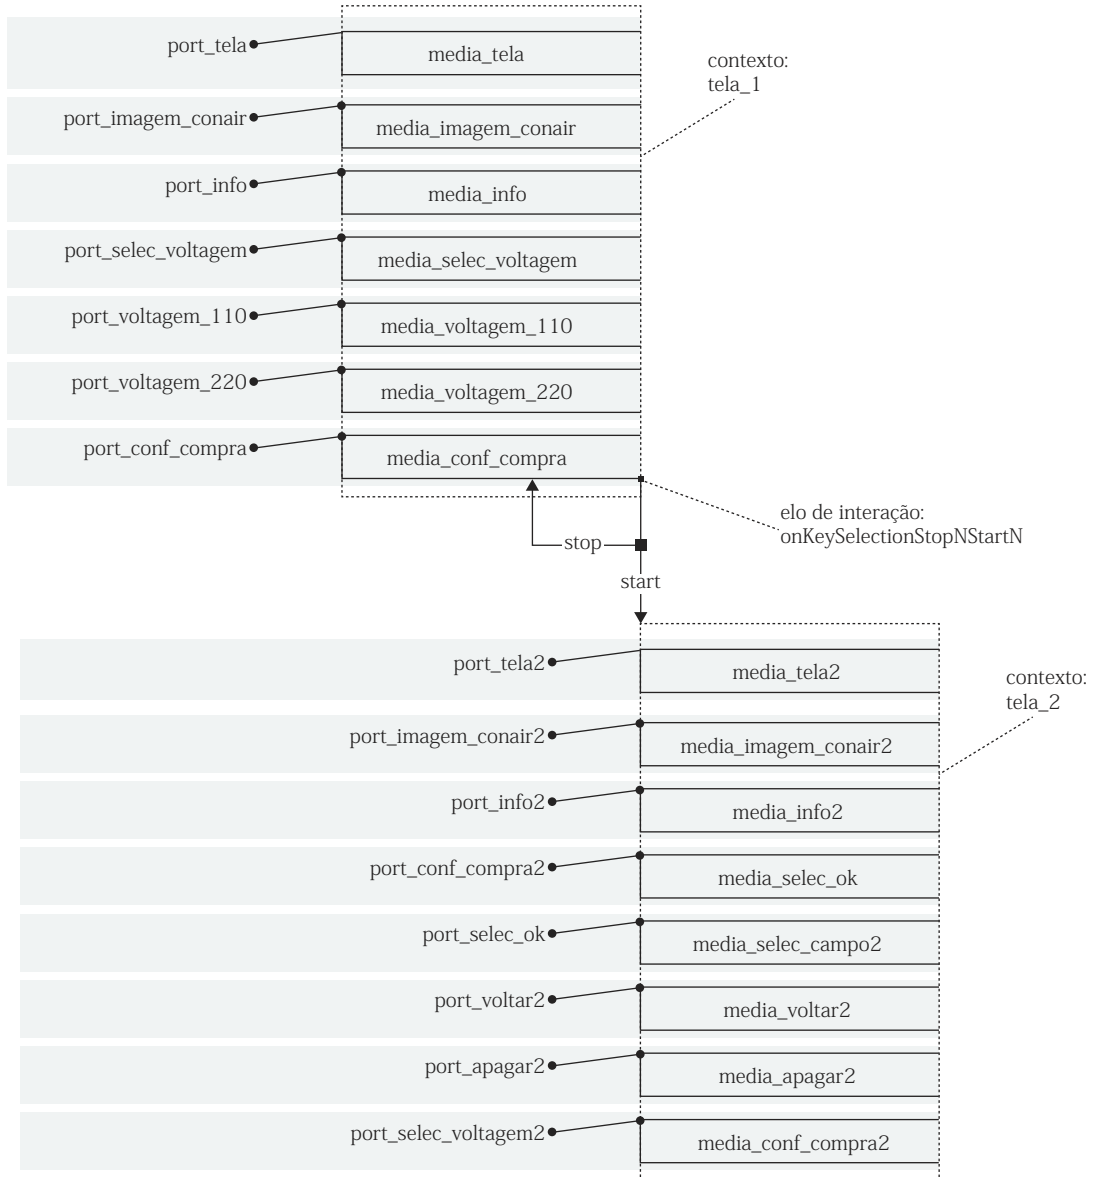 port_tela
media_tela
contexto:
tela_1
port_imagem_conair
media_imagem_conair
port_info
media_info
port_selec_voltagem
media_selec_voltagem
port_voltagem_110
media_voltagem_110
port_voltagem_220
media_voltagem_220
port_conf_compra
media_conf_compra
elo de interação:
onKeySelectionStopNStartN
stop
start
port_tela2
media_tela2
contexto:
tela_2
port_imagem_conair2
media_imagem_conair2
port_info2
media_info2
port_conf_compra2
media_selec_ok
port_selec_ok
media_selec_campo2
port_voltar2
media_voltar2
port_apagar2
media_apagar2
port_selec_voltagem2
media_conf_compra2